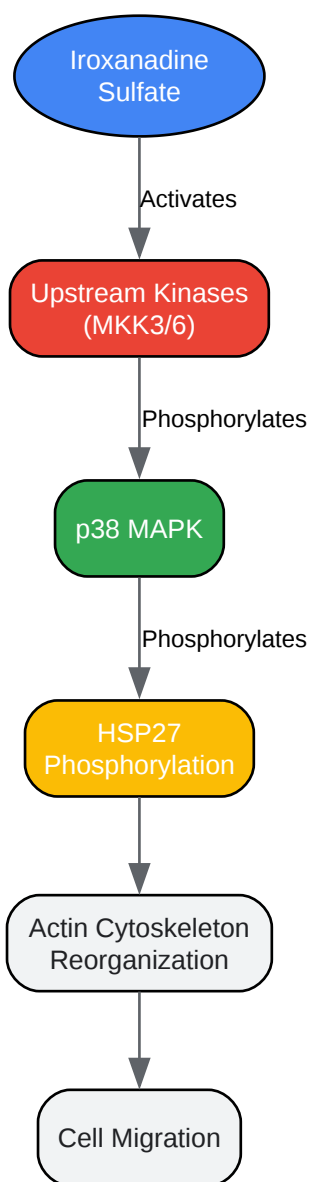 Iroxanadine
Sulfate
Activates
Upstream Kinases
(MKK3/6)
Phosphorylates
p38 MAPK
Phosphorylates
HSP27
Phosphorylation
Actin Cytoskeleton
Reorganization
Cell Migration